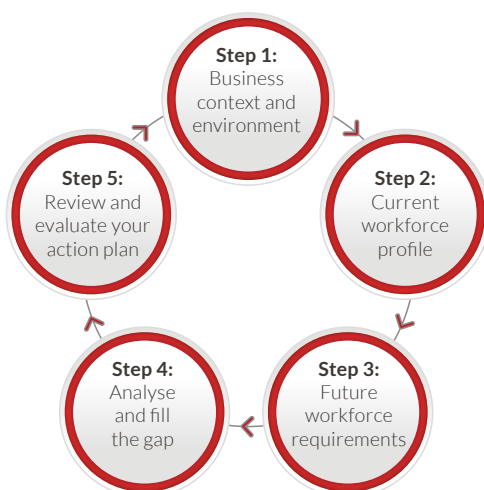 Step 1:
Business
context and
environment
Step 2:
Current
workforce
profile
Step 3:
Future
workforce
requirements
Step 4:
Analyse
and fill
the gap
Step 5:
Review and
evaluate your
action plan